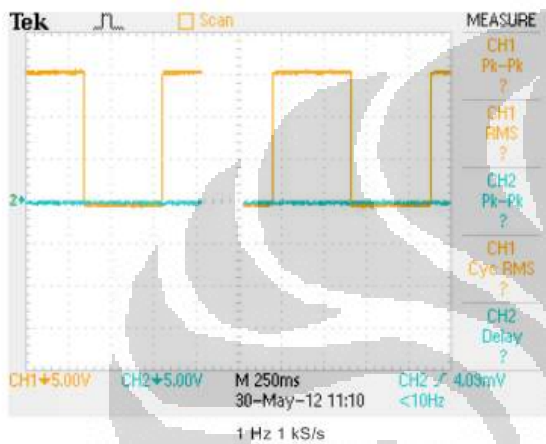 Tek Scan MEASURE
CH1
Pk-Pk
?
CH1
RMS
?
CH2
Pk-Pk
?
CH1
Cyc RMS
?
CH2
Delay
?
2
CH1 5.00V CH2 5.00V M 250ms CH2 4.09mV
30-May-12 11:10 <10Hz
1 Hz 1 kS/s